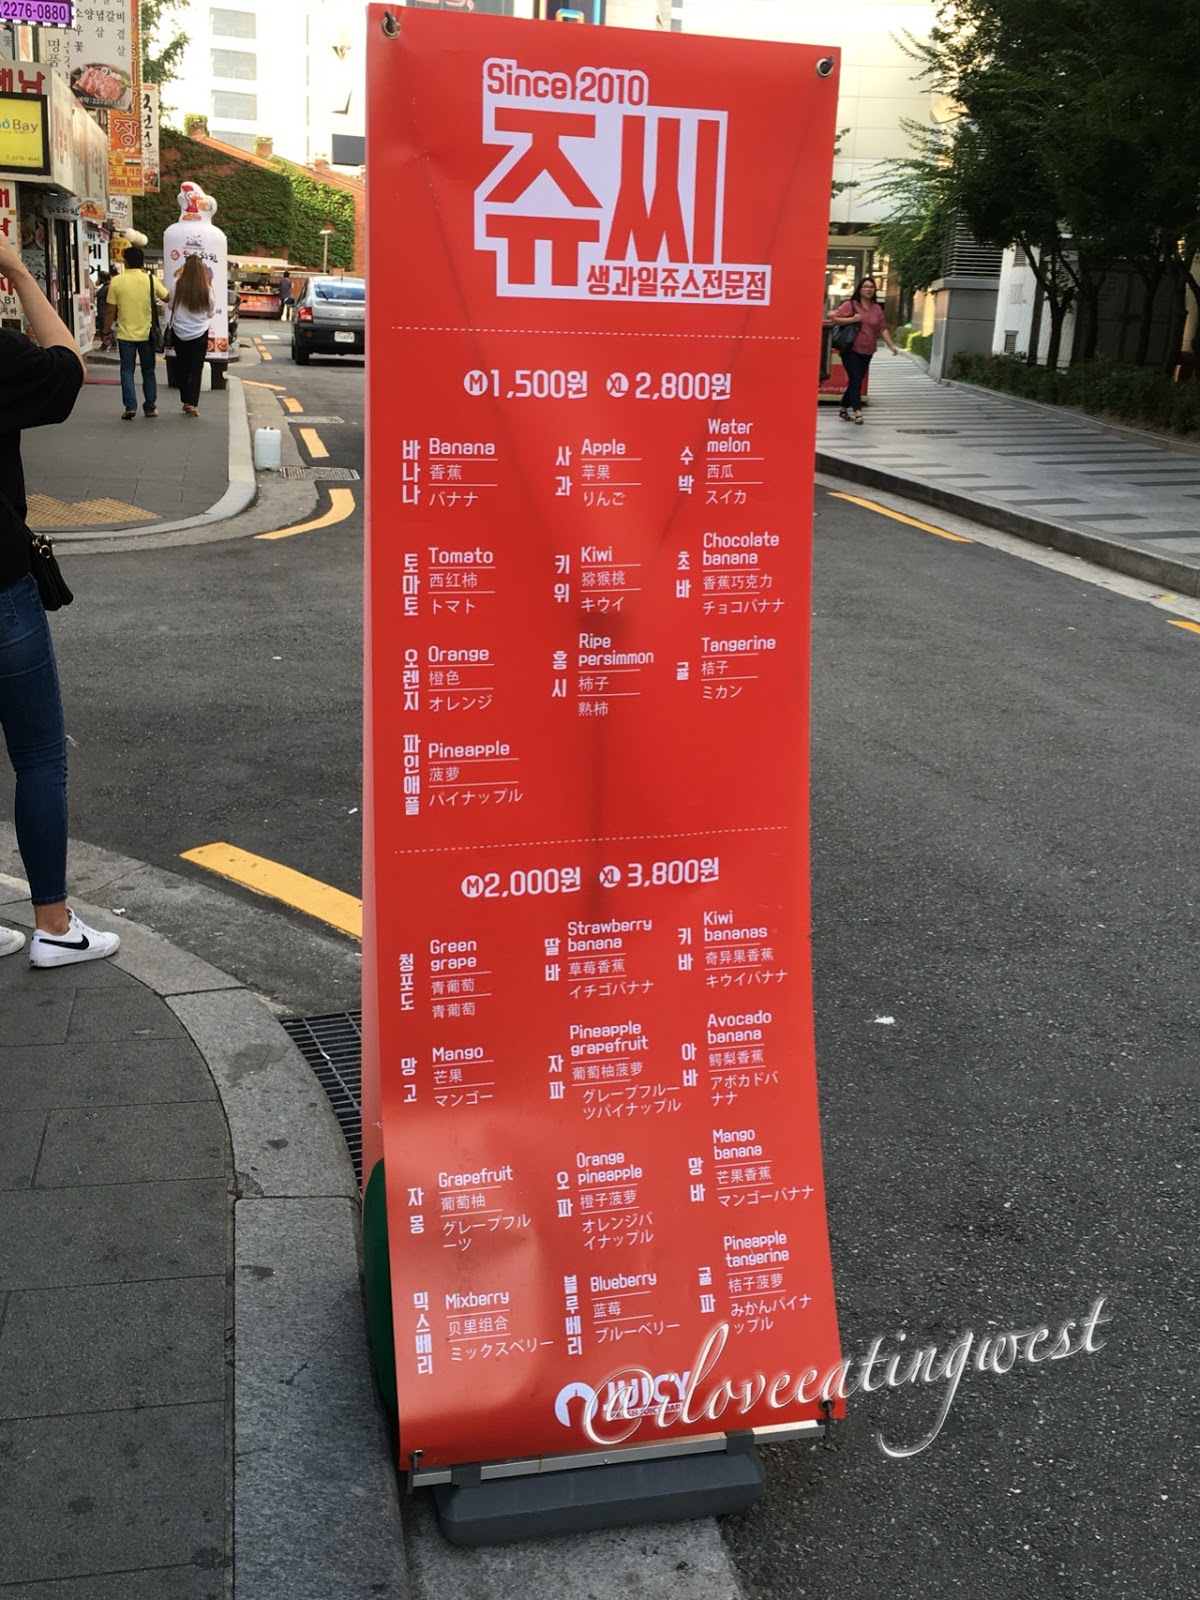 2276-0880
Since 2010
쥬씨
생과일쥬스전문점
M 1,500원 XL 2,800원
바나나
Banana
香蕉
バナナ
사과
Apple
苹果
りんご
수박
Water
melon
西瓜
スイカ
토마토
Tomato
西红柿
トマト
키위
Kiwi
猕猴桃
キウイ
초바
Chocolate
banana
香蕉巧克力
チョコバナナ
오렌지
Orange
橙色
オレンジ
홍시
Ripe
persimmon
柿子
熟柿
귤
Tangerine
桔子
ミカン
파인애플
Pineapple
菠萝
パイナップル
M 2,000원 XL 3,800원
청포도
Green
grape
青葡萄
青葡萄
딸바
Strawberry
banana
草莓香蕉
イチゴバナナ
키바
Kiwi
bananas
奇异果香蕉
キウイバナナ
망고
Mango
芒果
マンゴー
자파
Pineapple
grapefruit
葡萄柚菠萝
グレープフルー
ツパイナップル
아바
Avocado
banana
鳄梨香蕉
アボカドバ
ナナ
자몽
Grapefruit
葡萄柚
グレープフル
ーツ
오파
Orange
pineapple
橙子菠萝
オレンジパ
イナップル
망바
Mango
banana
芒果香蕉
マンゴーバナナ
믹스베리
Mixberry
贝里组合
ミックスベリー
블루베리
Blueberry
蓝莓
ブルーベリー
귤파
Pineapple
tangerine
桔子菠萝
みかんパイナ
ップル
JUICY
@iloveeatingwest